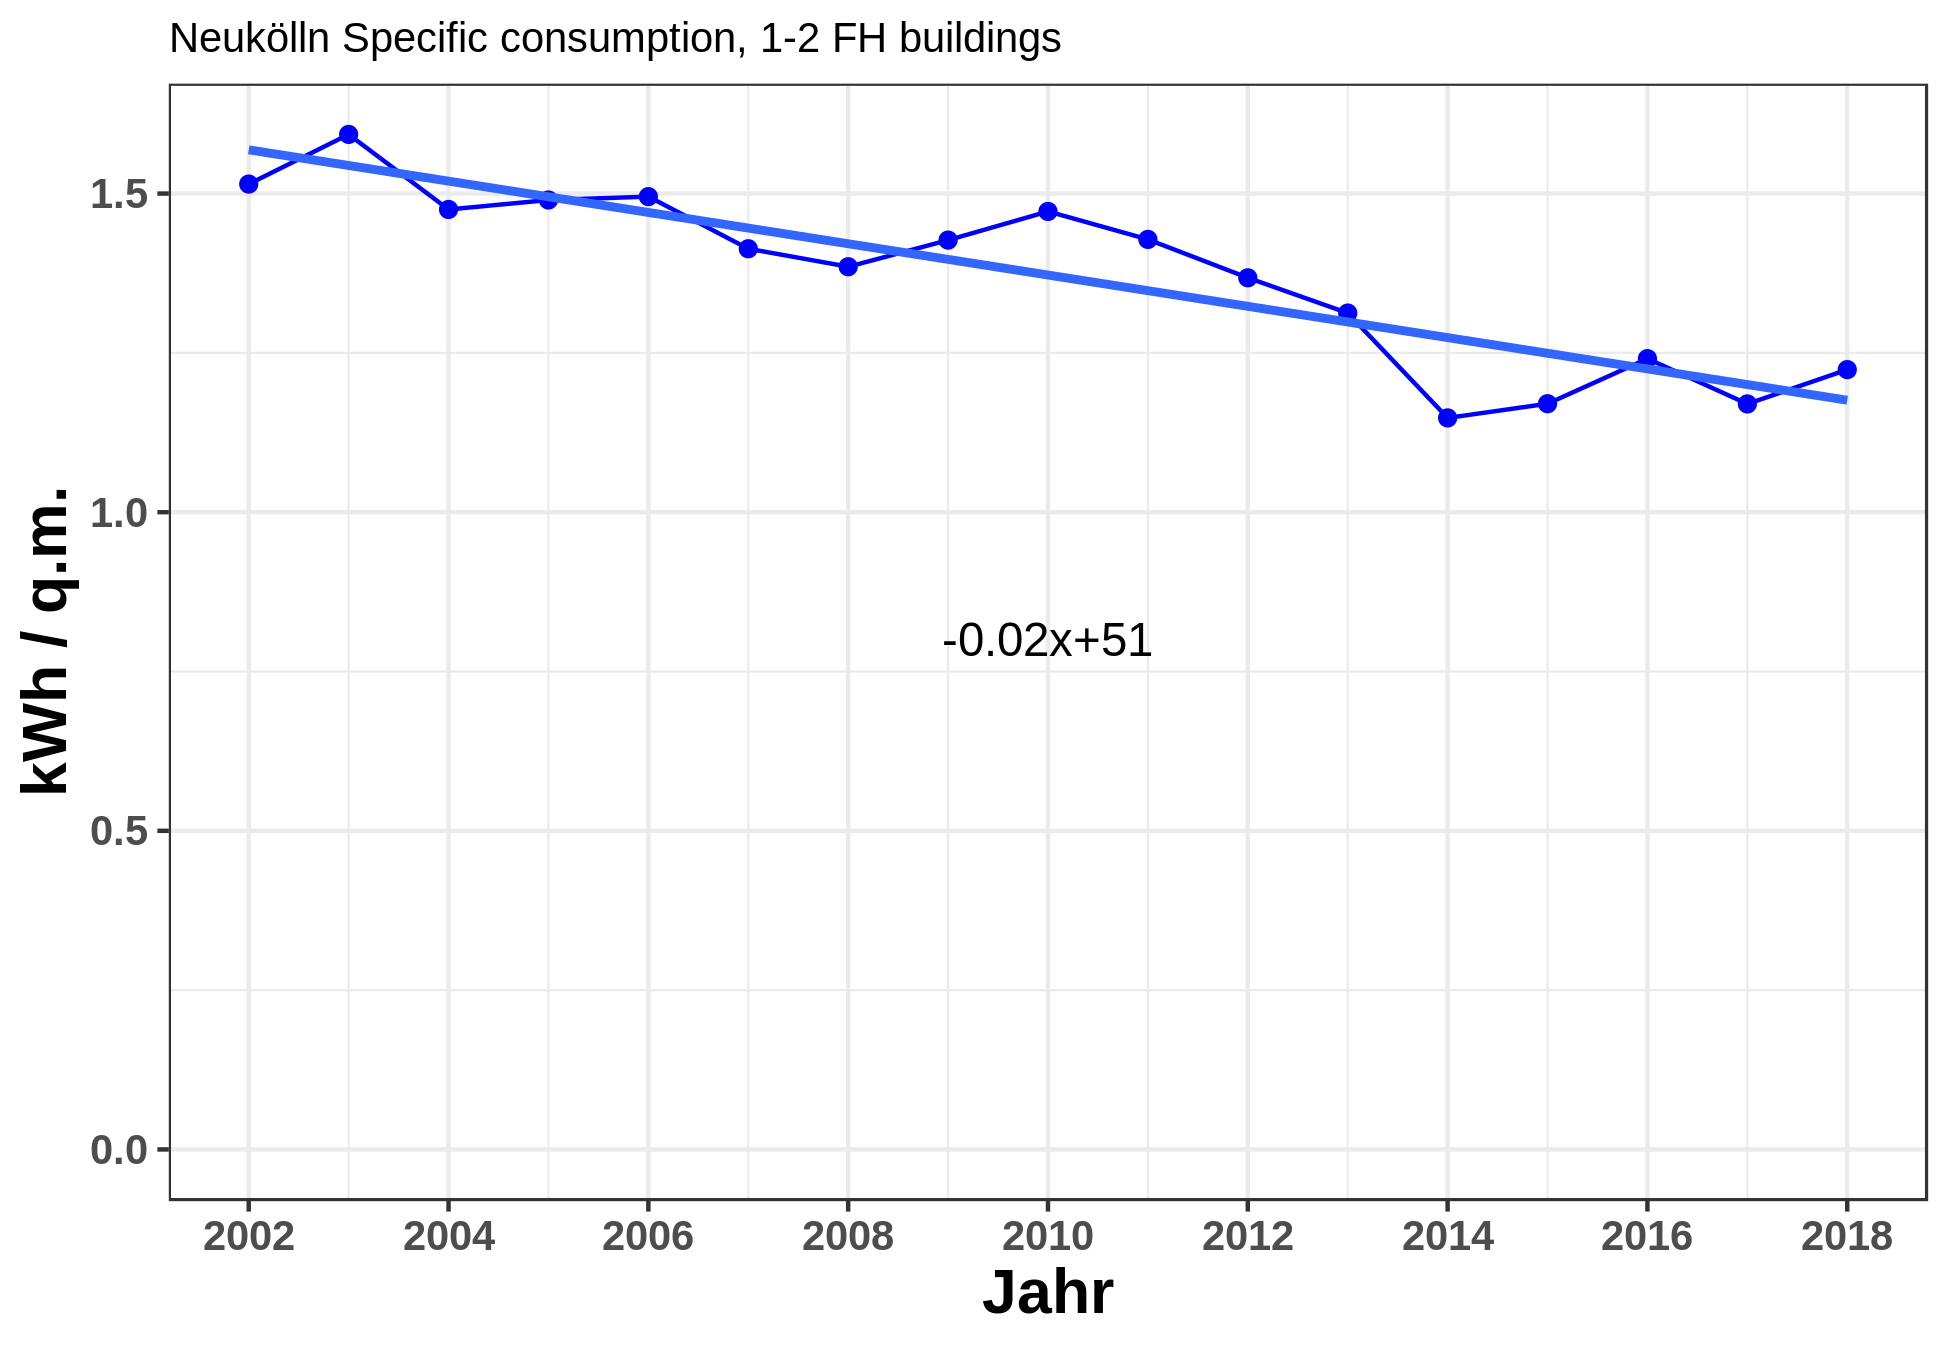 Neukölln Specific consumption, 1-2 FH buildings
kWh / q.m.
1.5
1.0
0.5
0.0
-0.02x+51
2002 2004 2006 2008 2010 2012 2014 2016 2018
Jahr